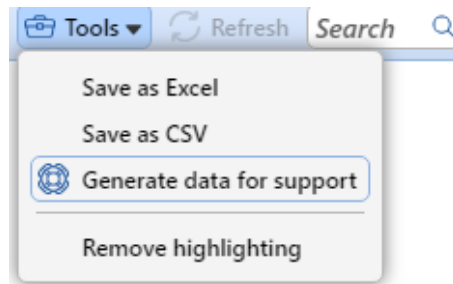 Tools Refresh Search
Save as Excel
Save as CSV
Generate data for support
Remove highlighting